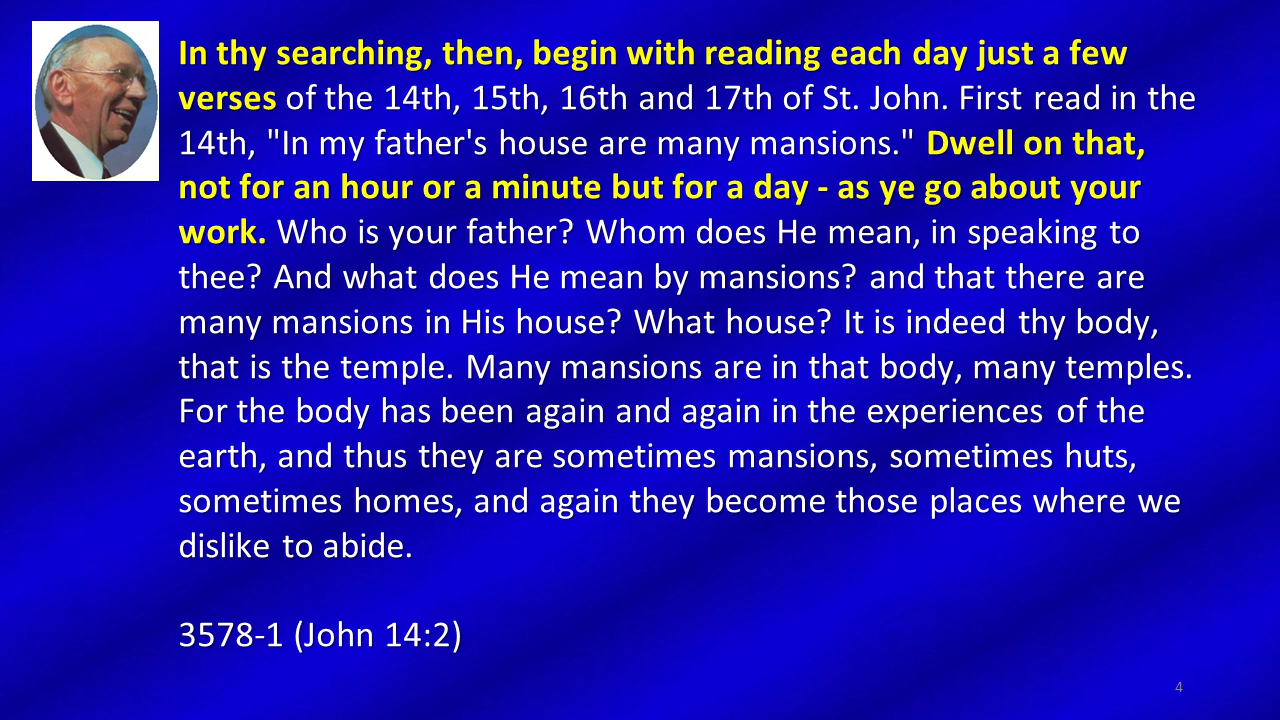 In thy searching, then, begin with reading each day just a few
verses of the 14th, 15th, 16th and 17th of St. John. First read in the
14th, "In my father's house are many mansions." Dwell on that,
not for an hour or a minute but for a day - as ye go about your
work. Who is your father? Whom does He mean, in speaking to
thee? And what does He mean by mansions? and that there are
many mansions in His house? What house? It is indeed thy body,
that is the temple. Many mansions are in that body, many temples.
For the body has been again and again in the experiences of the
earth, and thus they are sometimes mansions, sometimes huts,
sometimes homes, and again they become those places where we
dislike to abide.
3578-1 (John 14:2)
4